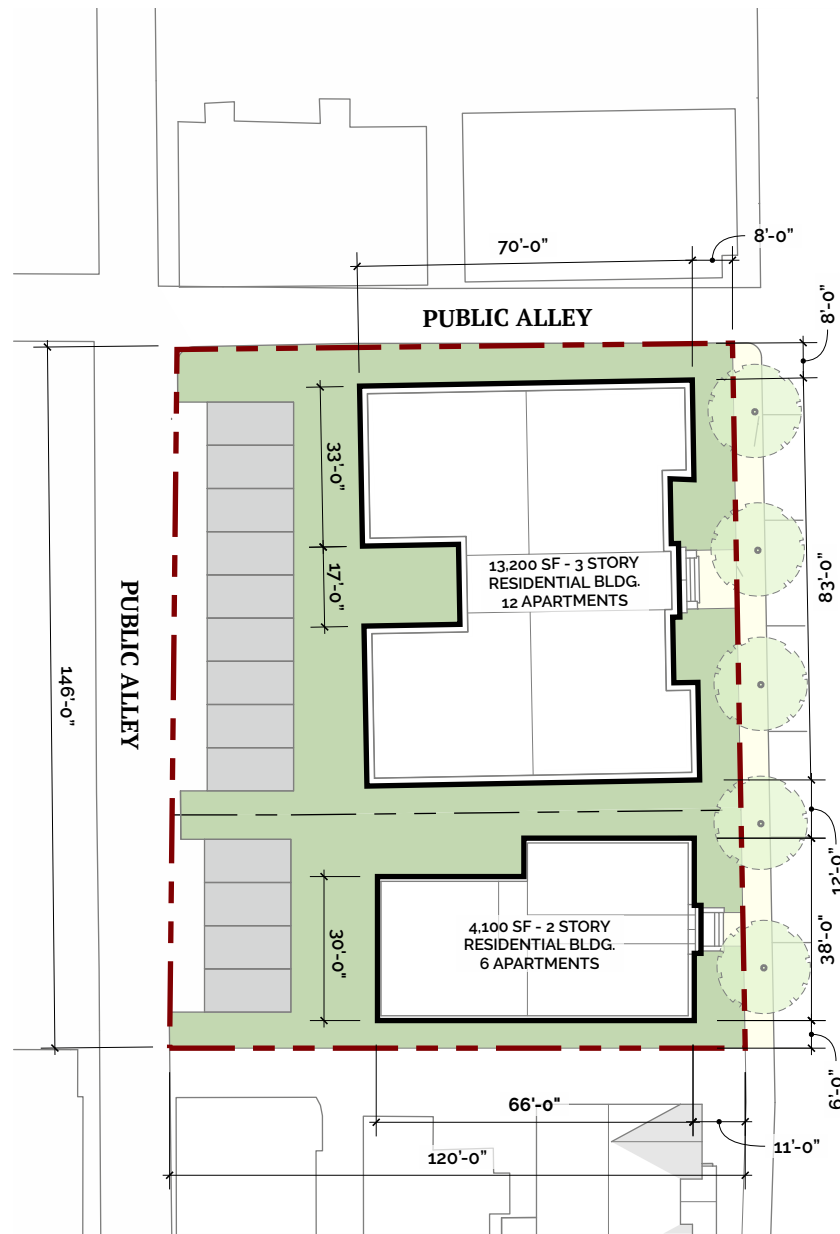 70'-0"
8'-0"
PUBLIC ALLEY
8'-0"
33'-0"
17'-0"
13,200 SF - 3 STORY
RESIDENTIAL BLDG.
12 APARTMENTS
83'-0"
PUBLIC ALLEY
146'-0"
12'-0"
30'-0"
4,100 SF - 2 STORY
RESIDENTIAL BLDG.
6 APARTMENTS
38'-0"
6'-0"
66'-0"
11'-0"
120'-0"